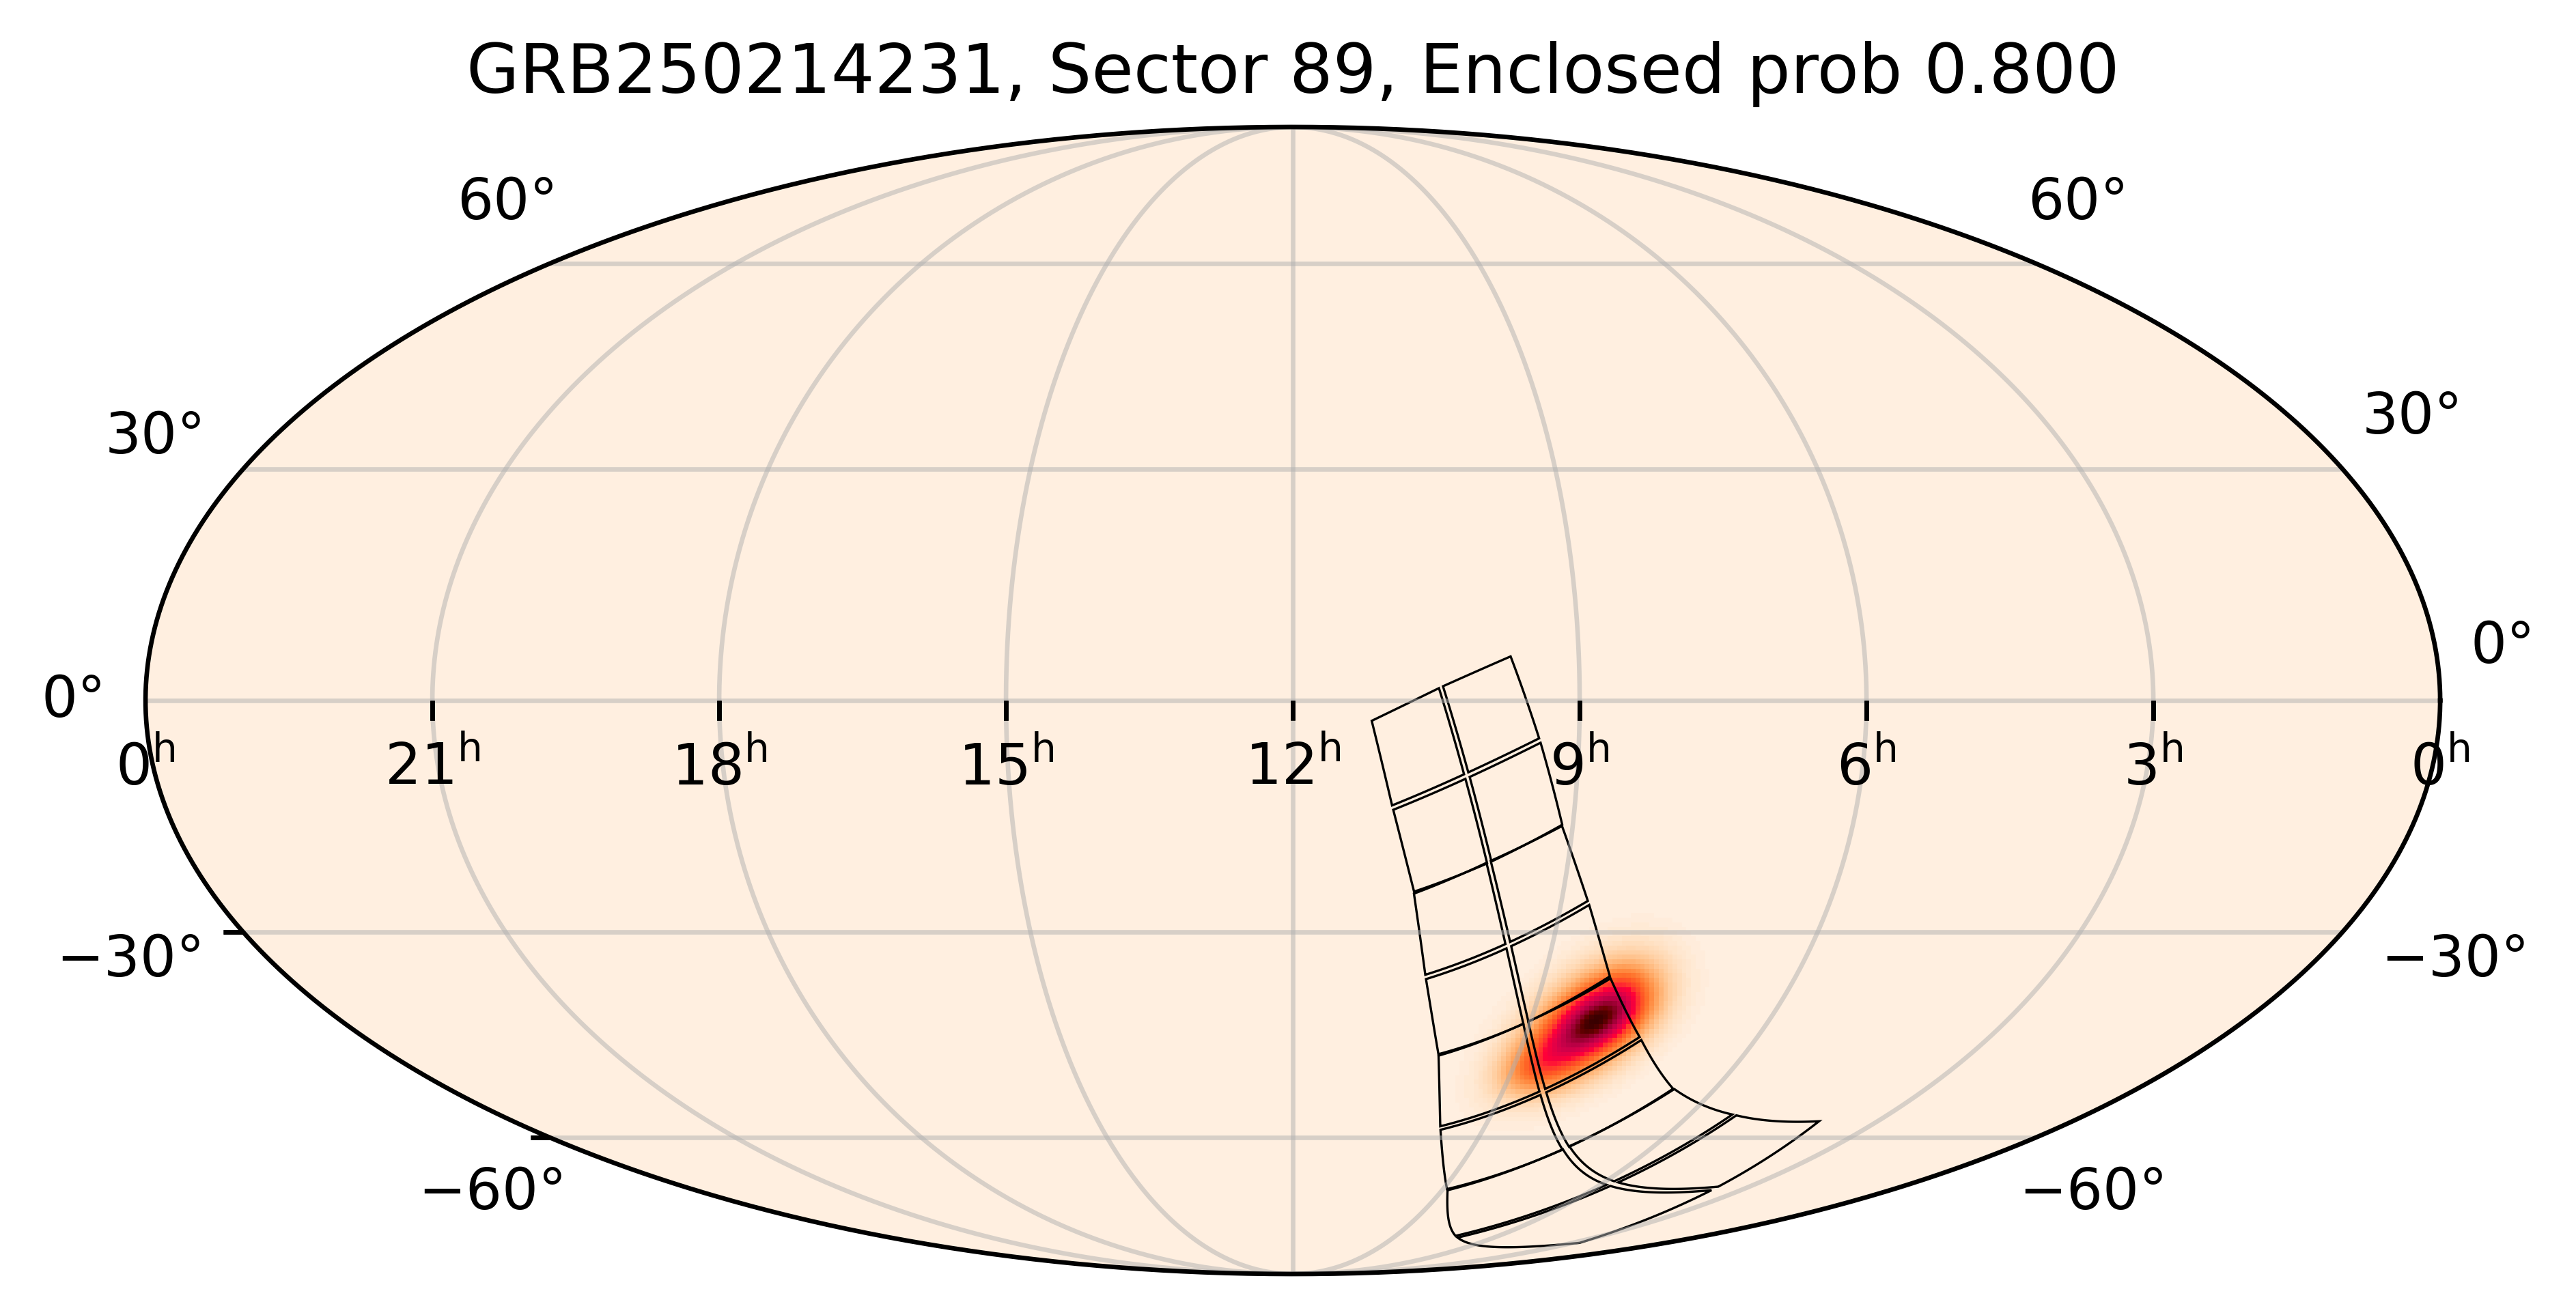 GRB250214231, Sector 89, Enclosed prob 0.800
60° 60°
30° 30°
0° 0°
0h 21h 18h 15h 12h 9h 6h 3h 0h
−30° −30°
−60° −60°